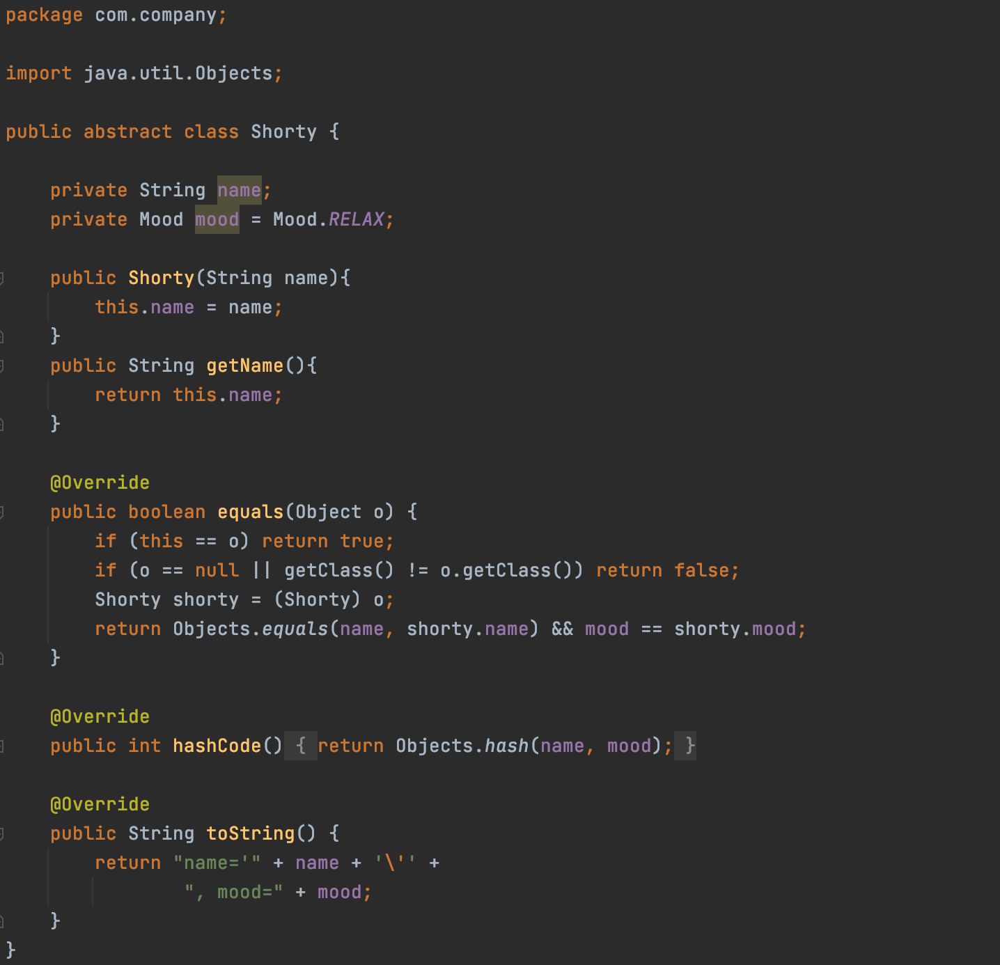 package com.company;
import java.util.Objects;
public abstract class Shorty {
private String name;
private Mood mood = Mood.RELAX;
public Shorty(String name){
this.name = name;
}
public String getName(){
return this.name;
}
@Override
public boolean equals(Object o) {
if (this == o) return true;
if (o == null || getClass() != o.getClass()) return false;
Shorty shorty = (Shorty) o;
return Objects.equals(name, shorty.name) && mood == shorty.mood;
}
@Override
public int hashCode() { return Objects.hash(name, mood); }
@Override
public String toString() {
return "name='" + name + '\'' +
", mood=" + mood;
}
}